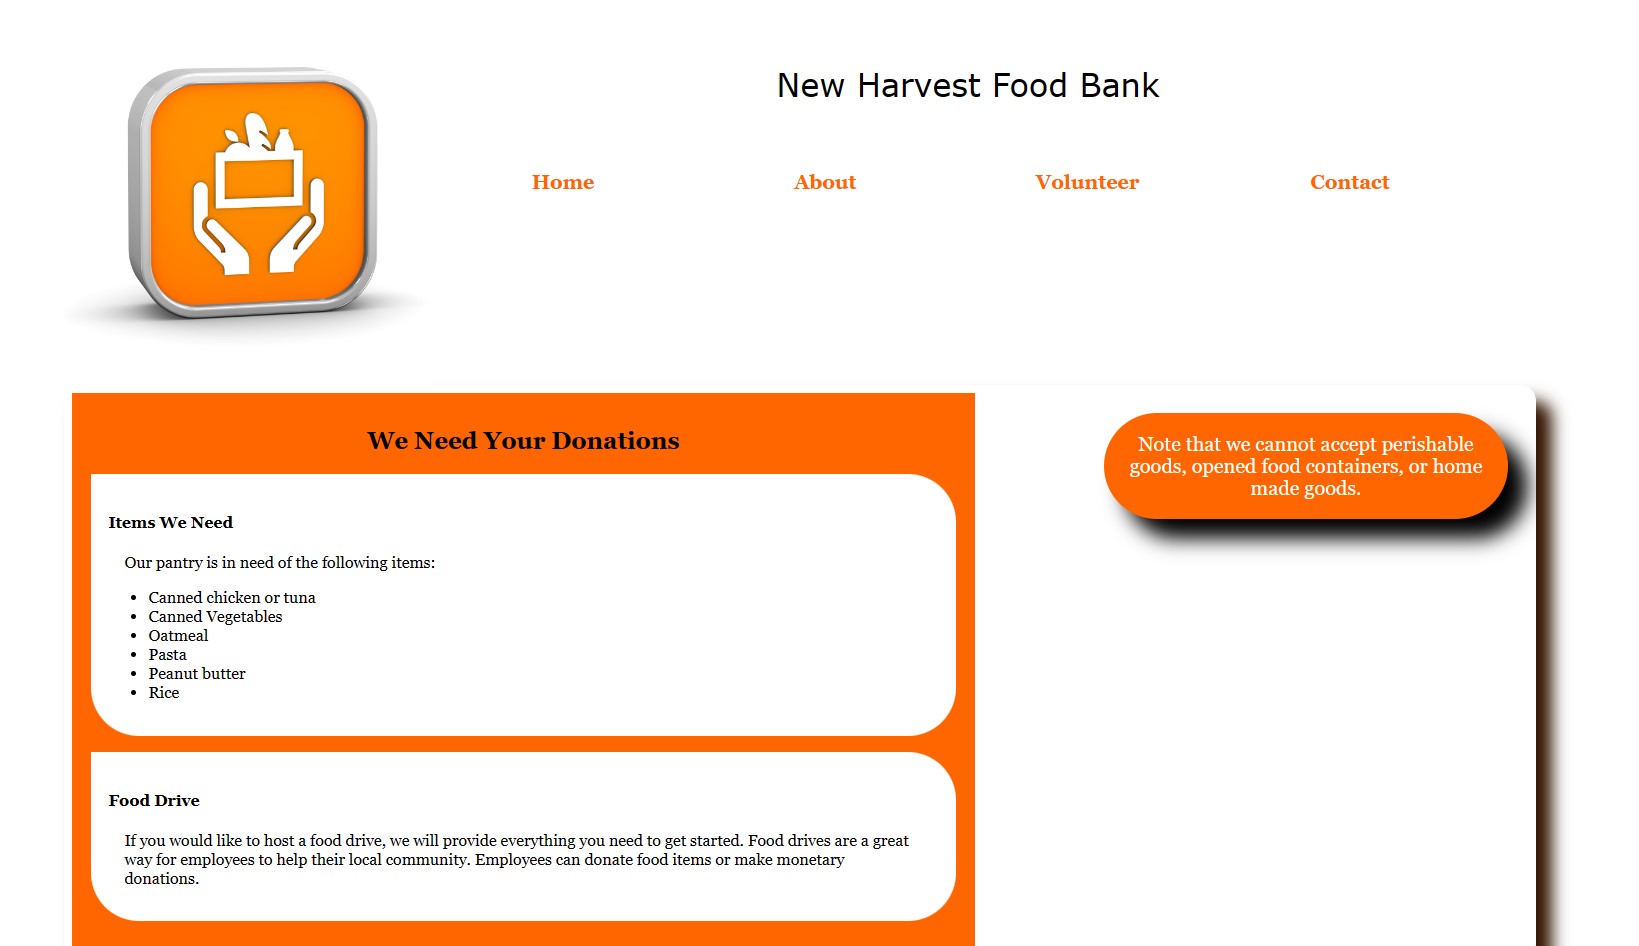 New Harvest Food Bank
Home About Volunteer Contact
We Need Your Donations
Note that we cannot accept perishable
goods, opened food containers, or home
made goods.
Items We Need
Our pantry is in need of the following items:
• Canned chicken or tuna
• Canned Vegetables
• Oatmeal
• Pasta
• Peanut butter
• Rice
Food Drive
If you would like to host a food drive, we will provide everything you need to get started. Food drives are a great
way for employees to help their local community. Employees can donate food items or make monetary
donations.